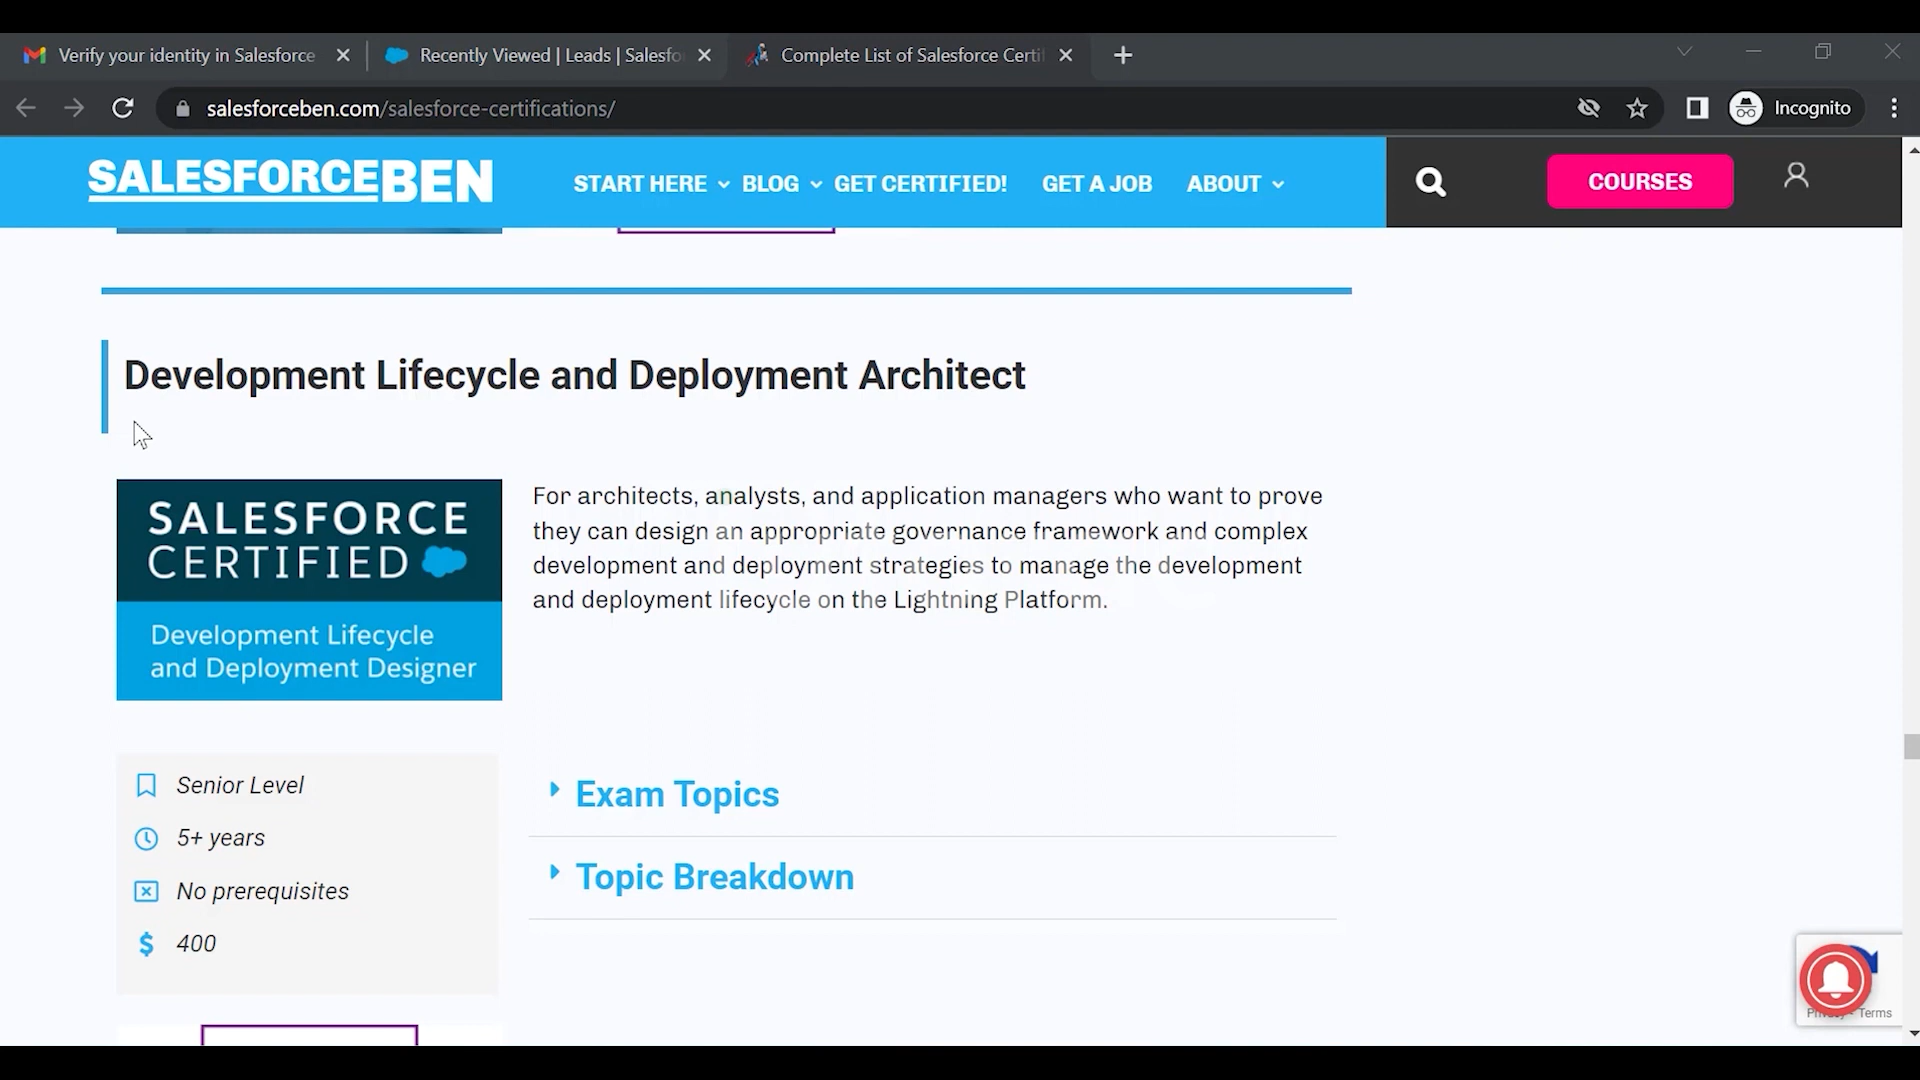 Verify your identity in Salesforce
Recently Viewed | Leads | Salesfo
Complete List of Salesforce Certi
salesforceben.com/salesforce-certifications/
Incognito
SALESFORCEBEN
START HERE
BLOG
GET CERTIFIED!
GET A JOB
ABOUT
COURSES
Development Lifecycle and Deployment Architect
SALESFORCE
CERTIFIED
Development Lifecycle
and Deployment Designer
For architects, analysts, and application managers who want to prove
they can design an appropriate governance framework and complex
development and deployment strategies to manage the development
and deployment lifecycle on the Lightning Platform.
Senior Level
5+ years
No prerequisites
$ 400
Exam Topics
Topic Breakdown
Terms